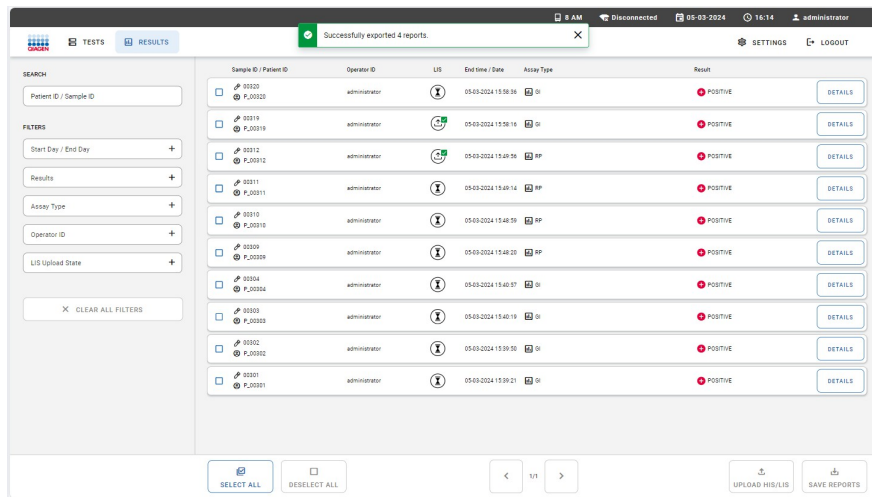 8 AM Disconnected 05-03-2024 16:14 administrator
QIAGEN TESTS RESULTS SETTINGS LOGOUT
Successfully exported 4 reports.
SEARCH
Patient ID / Sample ID
FILTERS
Start Day / End Day
Results
Assay Type
Operator ID
LIS Upload State
CLEAR ALL FILTERS
Sample ID / Patient ID Operator ID LIS End time / Date Assay Type Result
00320
P_00320 administrator 05-03-2024 15:58:36 GI POSITIVE DETAILS
00319
P_00319 administrator 05-03-2024 15:58:16 GI POSITIVE DETAILS
00312
P_00312 administrator 05-03-2024 15:49:56 RP POSITIVE DETAILS
00311
P_00311 administrator 05-03-2024 15:49:14 RP POSITIVE DETAILS
00310
P_00310 administrator 05-03-2024 15:48:59 RP POSITIVE DETAILS
00309
P_00309 administrator 05-03-2024 15:48:20 RP POSITIVE DETAILS
00304
P_00304 administrator 05-03-2024 15:40:57 GI POSITIVE DETAILS
00303
P_00303 administrator 05-03-2024 15:40:19 GI POSITIVE DETAILS
00302
P_00302 administrator 05-03-2024 15:39:50 GI POSITIVE DETAILS
00301
P_00301 administrator 05-03-2024 15:39:21 GI POSITIVE DETAILS
SELECT ALL DESELECT ALL 1/1 UPLOAD HIS/LIS SAVE REPORTS